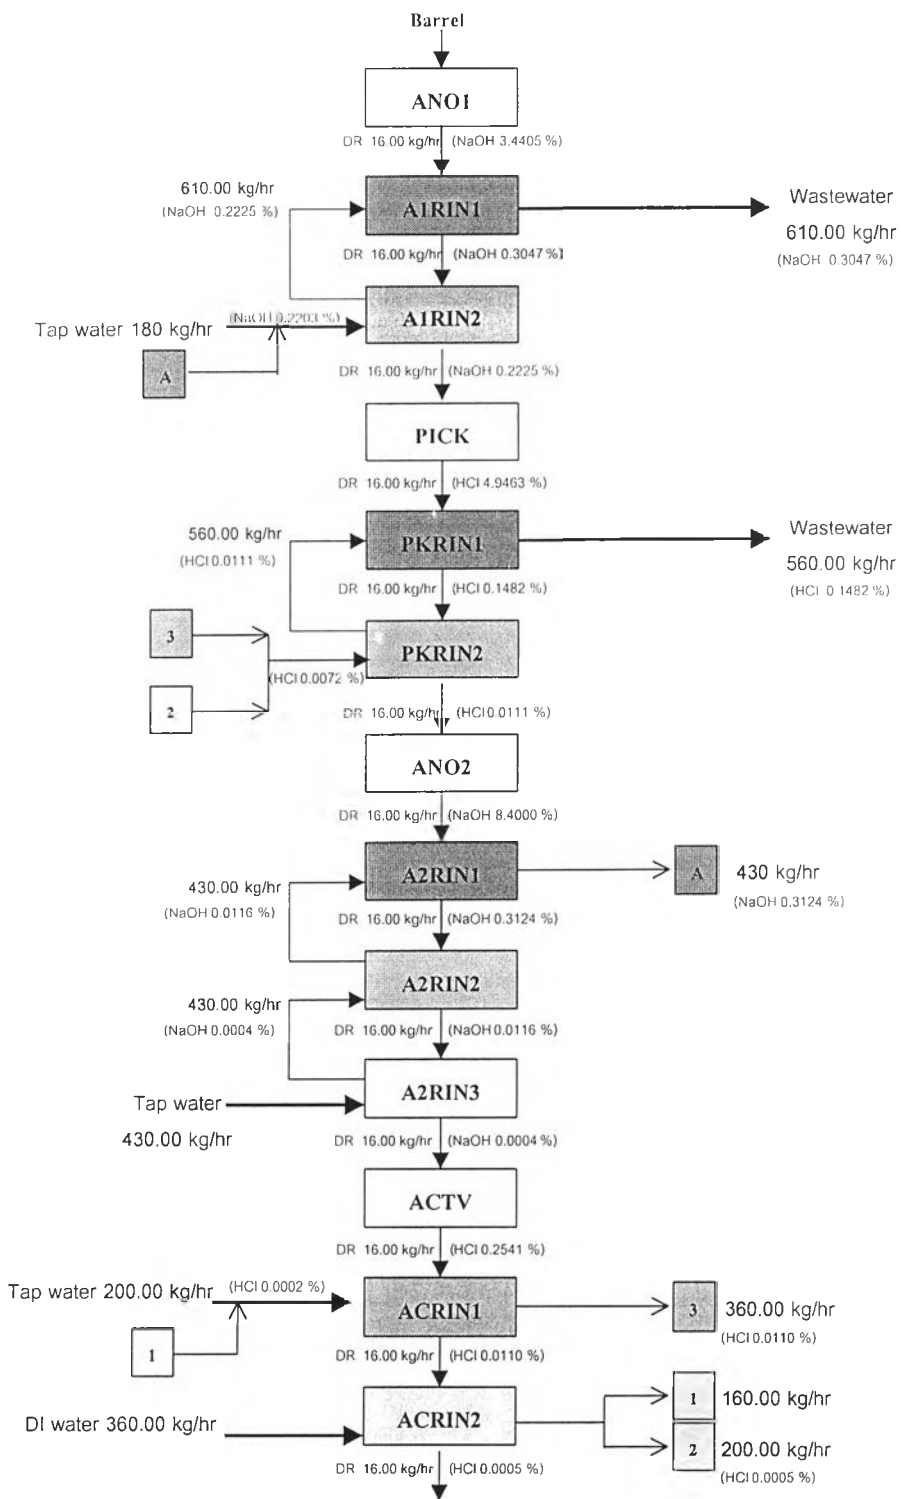 Barrel
ANO1
DR 16.00 kg/hr (NaOH 3.4405 %)
610.00 kg/hr
(NaOH 0.2225 %)
A1RIN1
Wastewater
610.00 kg/hr
(NaOH 0.3047 %)
DR 16.00 kg/hr (NaOH 0.3047 %)
Tap water 180 kg/hr
(NaOH 0.2203 %)
A1RIN2
A
DR 16.00 kg/hr (NaOH 0.2225 %)
PICK
DR 16.00 kg/hr (HCl 4.9463 %)
560.00 kg/hr
(HCl 0.0111 %)
PKRIN1
Wastewater
560.00 kg/hr
(HCl 0.1482 %)
DR 16.00 kg/hr (HCl 0.1482 %)
3
PKRIN2
(HCl 0.0072 %)
2
DR 16.00 kg/hr (HCl 0.0111 %)
ANO2
DR 16.00 kg/hr (NaOH 8.4000 %)
430.00 kg/hr
(NaOH 0.0116 %)
A2RIN1
A
430 kg/hr
(NaOH 0.3124 %)
DR 16.00 kg/hr (NaOH 0.3124 %)
A2RIN2
430.00 kg/hr
(NaOH 0.0004 %)
DR 16.00 kg/hr (NaOH 0.0116 %)
A2RIN3
Tap water
430.00 kg/hr
DR 16.00 kg/hr (NaOH 0.0004 %)
ACTV
DR 16.00 kg/hr (HCl 0.2541 %)
Tap water 200.00 kg/hr
(HCl 0.0002 %)
ACRIN1
3
360.00 kg/hr
(HCl 0.0110 %)
1
DR 16.00 kg/hr (HCl 0.0110 %)
DI water 360.00 kg/hr
ACRIN2
1
160.00 kg/hr
2
200.00 kg/hr
(HCl 0.0005 %)
DR 16.00 kg/hr (HCl 0.0005 %)